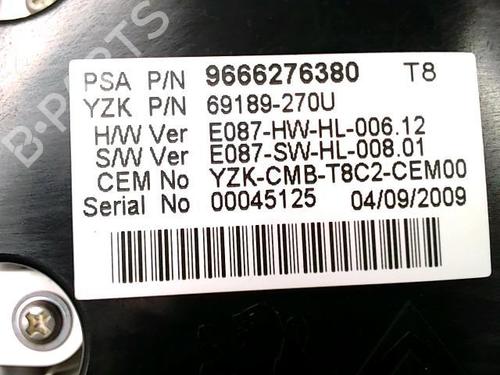 PSA P/N 9666276380 T8
YZK P/N 69189-270U
H/W Ver E087-HW-HL-006.12
S/W Ver E087-SW-HL-008.01
CEM No YZK-CMB-T8C2-CEM00
Serial No 00045125 04/09/2009
B-PARTS